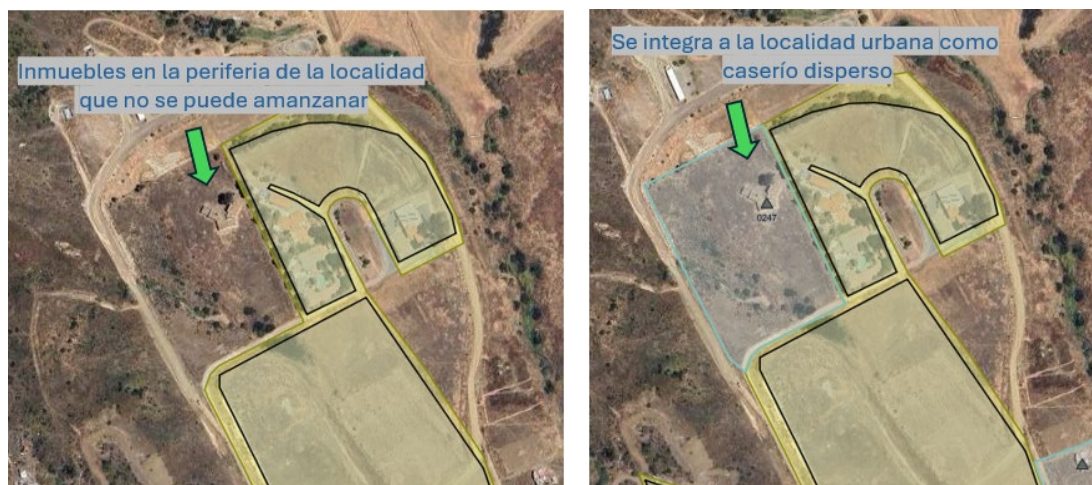 Inmuebles en la periferia de la localidad
que no se puede amanzanar
Se integra a la localidad urbana como
caserío disperso
0247